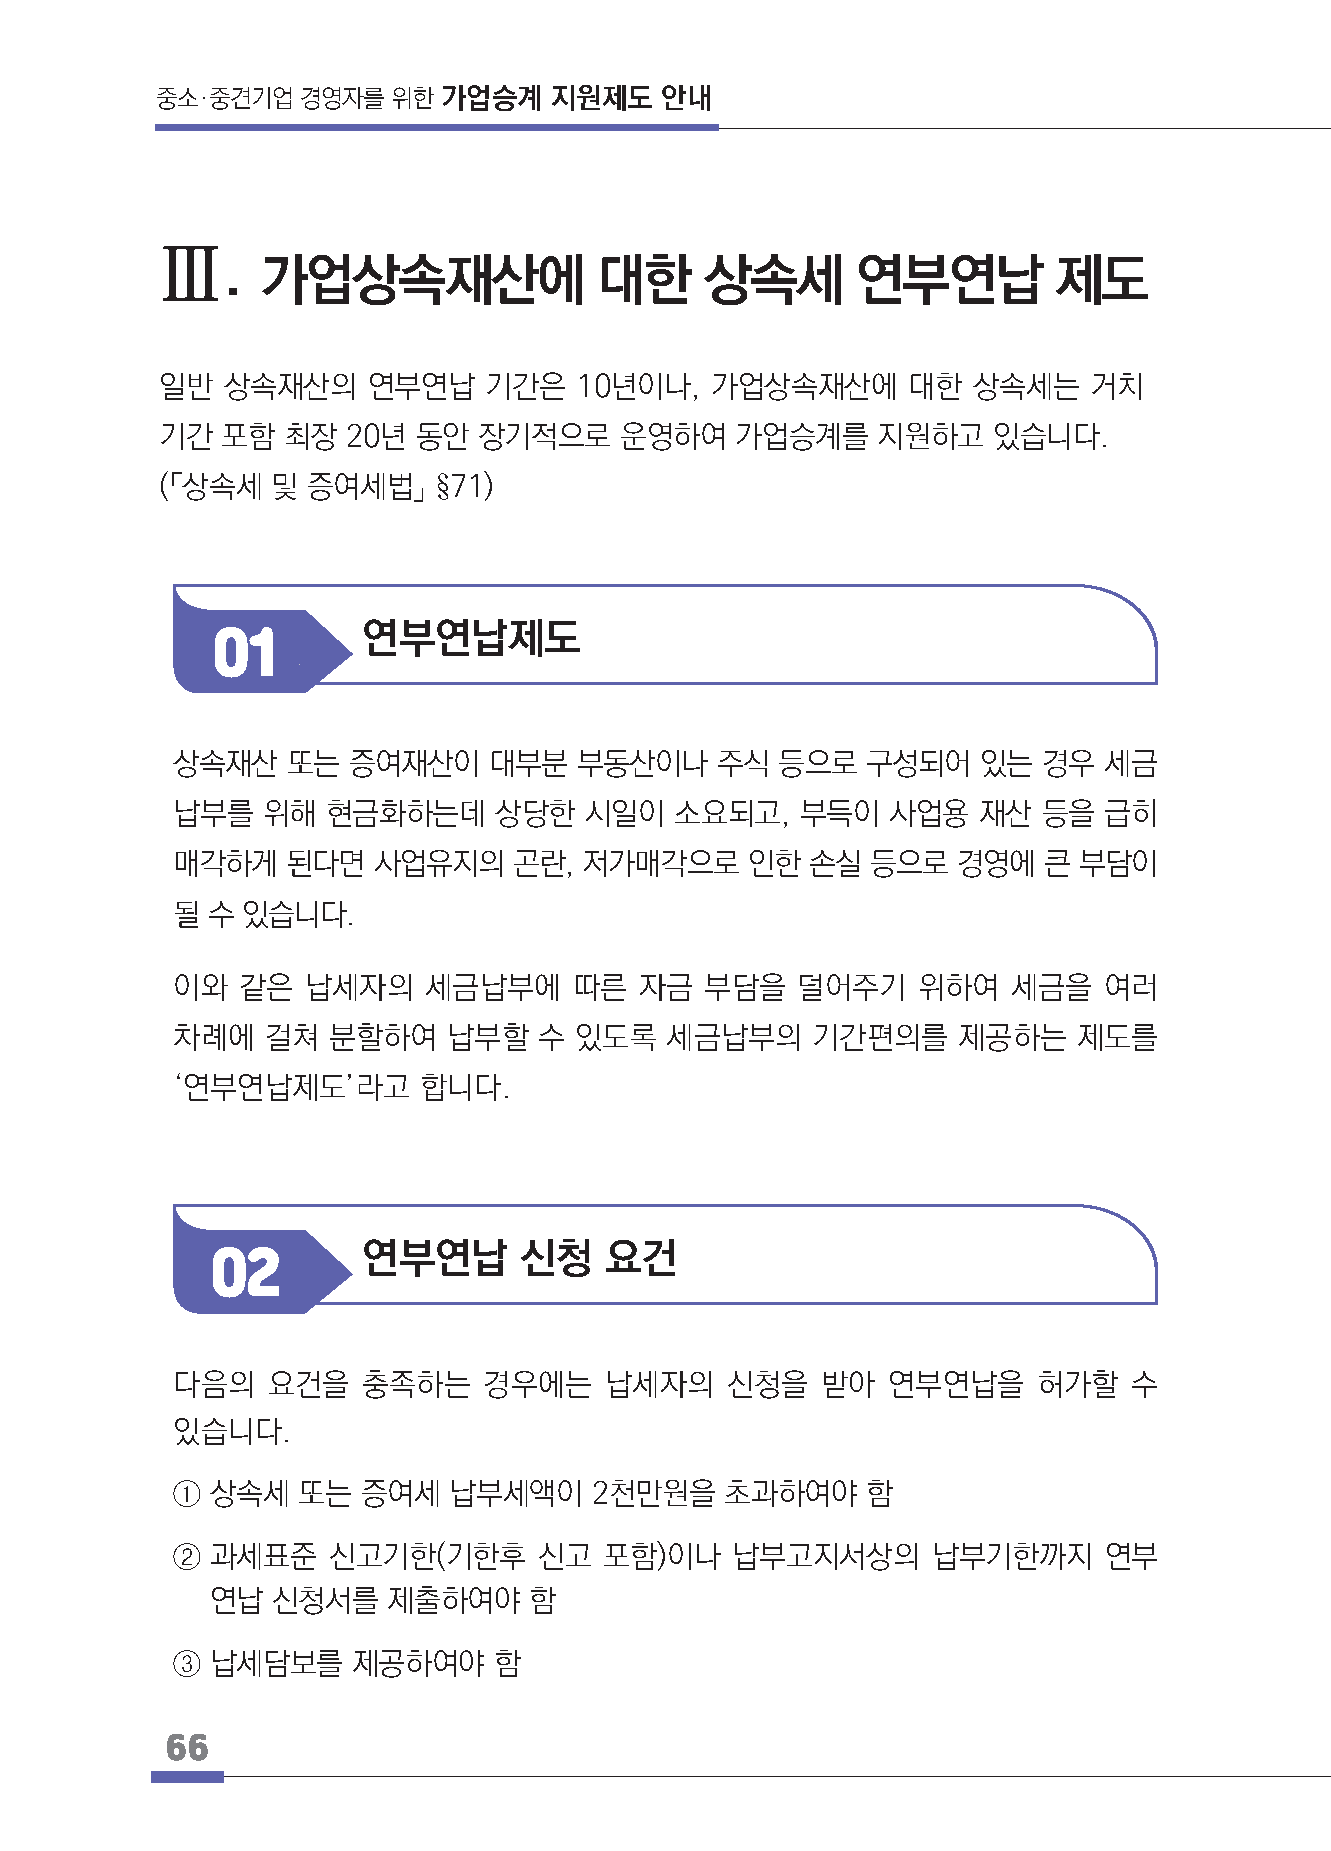 중소·중견기업 경영자를 위한 가업승계 지원제도 안내
Ⅲ. 가업상속재산에 대한 상속세 연부연납 제도
일반 상속재산의 연부연납 기간은 10년이나, 가업상속재산에 대한 상속세는 거치
기간 포함 최장 20년 동안 장기적으로 운영하여 가업승계를 지원하고 있습니다.
(「상속세 및 증여세법」 §71)
01 연부연납제도
상속재산 또는 증여재산이 대부분 부동산이나 주식 등으로 구성되어 있는 경우 세금
납부를 위해 현금화하는데 상당한 시일이 소요되고, 부득이 사업용 재산 등을 급히
매각하게 된다면 사업유지의 곤란, 저가매각으로 인한 손실 등으로 경영에 큰 부담이
될 수 있습니다.
이와 같은 납세자의 세금납부에 따른 자금 부담을 덜어주기 위하여 세금을 여러
차례에 걸쳐 분할하여 납부할 수 있도록 세금납부의 기간편의를 제공하는 제도를
‘연부연납제도’라고 합니다.
02 연부연납 신청 요건
다음의 요건을 충족하는 경우에는 납세자의 신청을 받아 연부연납을 허가할 수
있습니다.
① 상속세 또는 증여세 납부세액이 2천만원을 초과하여야 함
② 과세표준 신고기한(기한후 신고 포함)이나 납부고지서상의 납부기한까지 연부
연납 신청서를 제출하여야 함
③ 납세담보를 제공하여야 함
66